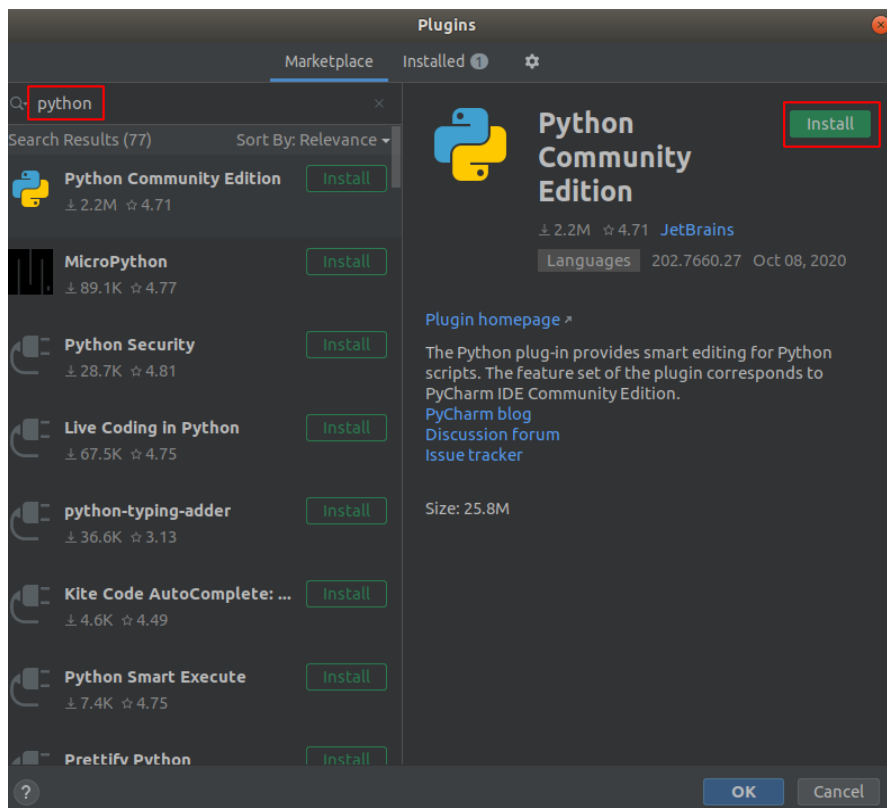 Plugins
Marketplace Installed 1
python
Search Results (77) Sort By: Relevance
Python Community Edition Install
2.2M 4.71
MicroPython Install
89.1K 4.77
Python Security Install
28.7K 4.81
Live Coding in Python Install
67.5K 4.75
python-typing-adder Install
36.6K 3.13
Kite Code AutoComplete: ... Install
4.6K 4.49
Python Smart Execute Install
7.4K 4.75
Prettify Python Install
Python Install
Community
Edition
2.2M 4.71 JetBrains
Languages 202.7660.27 Oct 08, 2020
Plugin homepage
The Python plug-in provides smart editing for Python
scripts. The feature set of the plugin corresponds to
PyCharm IDE Community Edition.
PyCharm blog
Discussion forum
Issue tracker
Size: 25.8M
? OK Cancel